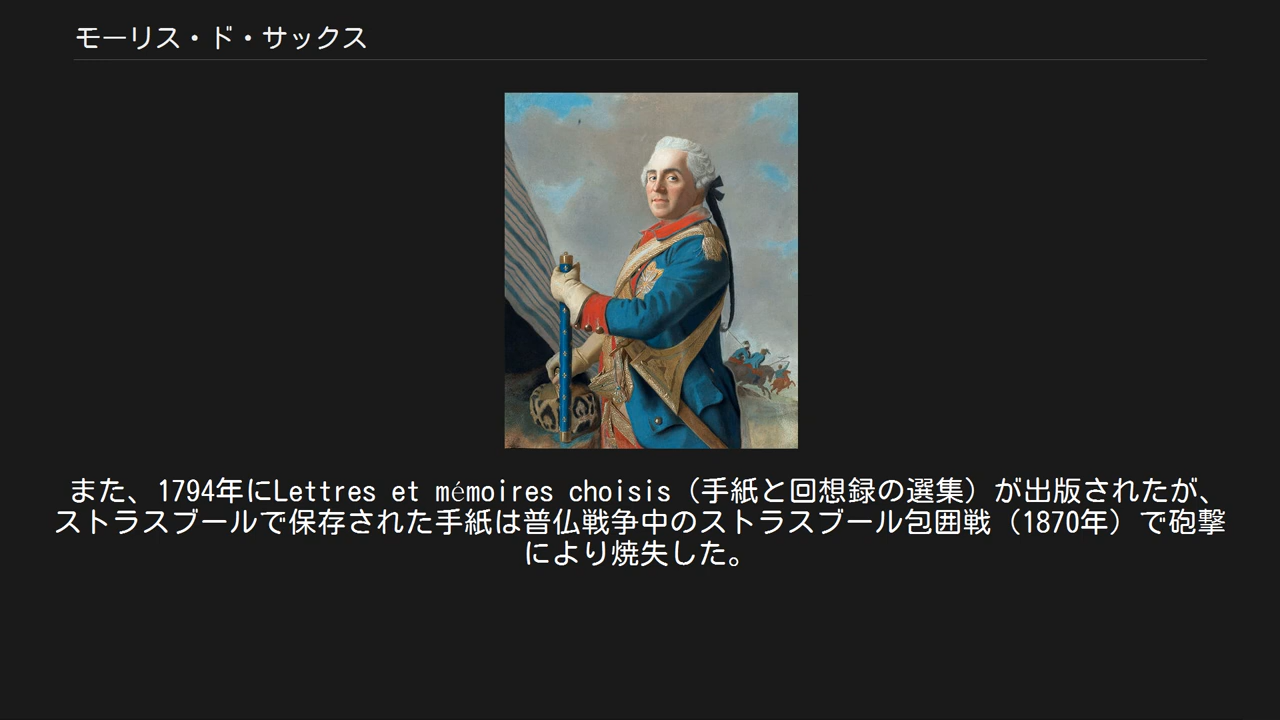 モーリス・ド・サックス
また、1794年にLettres et mémoires choisis（手紙と回想録の選集）が出版されたが、
ストラスブールで保存された手紙は普仏戦争中のストラスブール包囲戦（1870年）で砲撃
により焼失した。